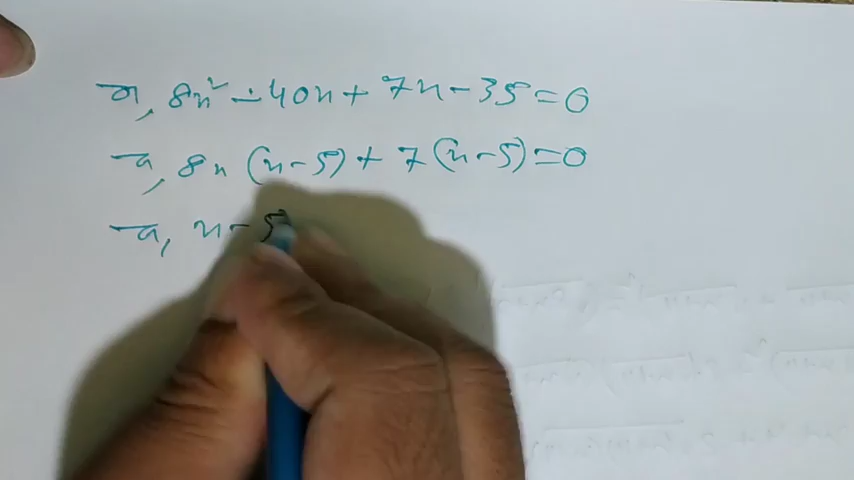 বা, 8x² - 40x + 7x - 35 = 0
বা, 8x (x - 5) + 7 (x - 5) = 0
বা, x - 5